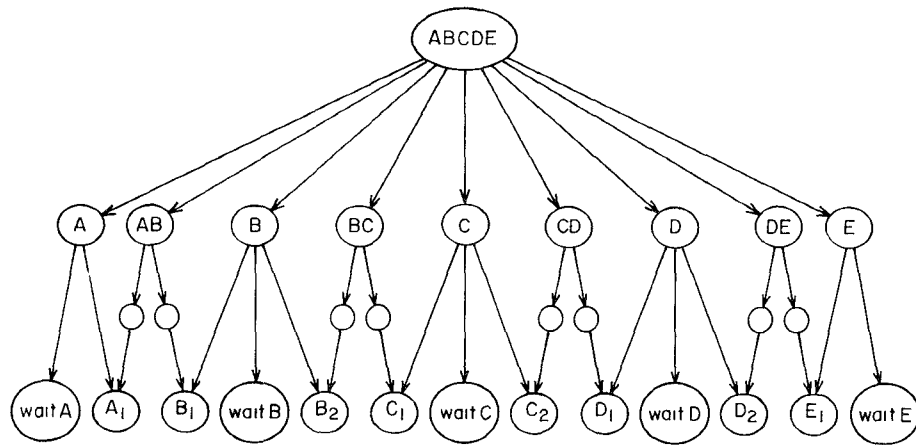 ABCDE
A AB B BC C CD D DE E
wait A A₁ B₁ wait B B₂ C₁ wait C C₂ D₁ wait D D₂ E₁ wait E